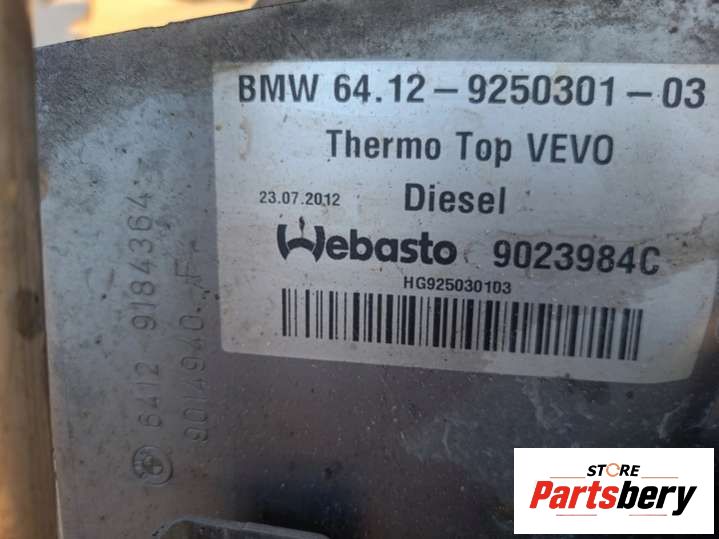 BMW 64.12-9250301-03
Thermo Top VEVO
23.07.2012 Diesel
Webasto 9023984C
HG925030103
6412 9184364
9014940 F
STORE
Partsbery